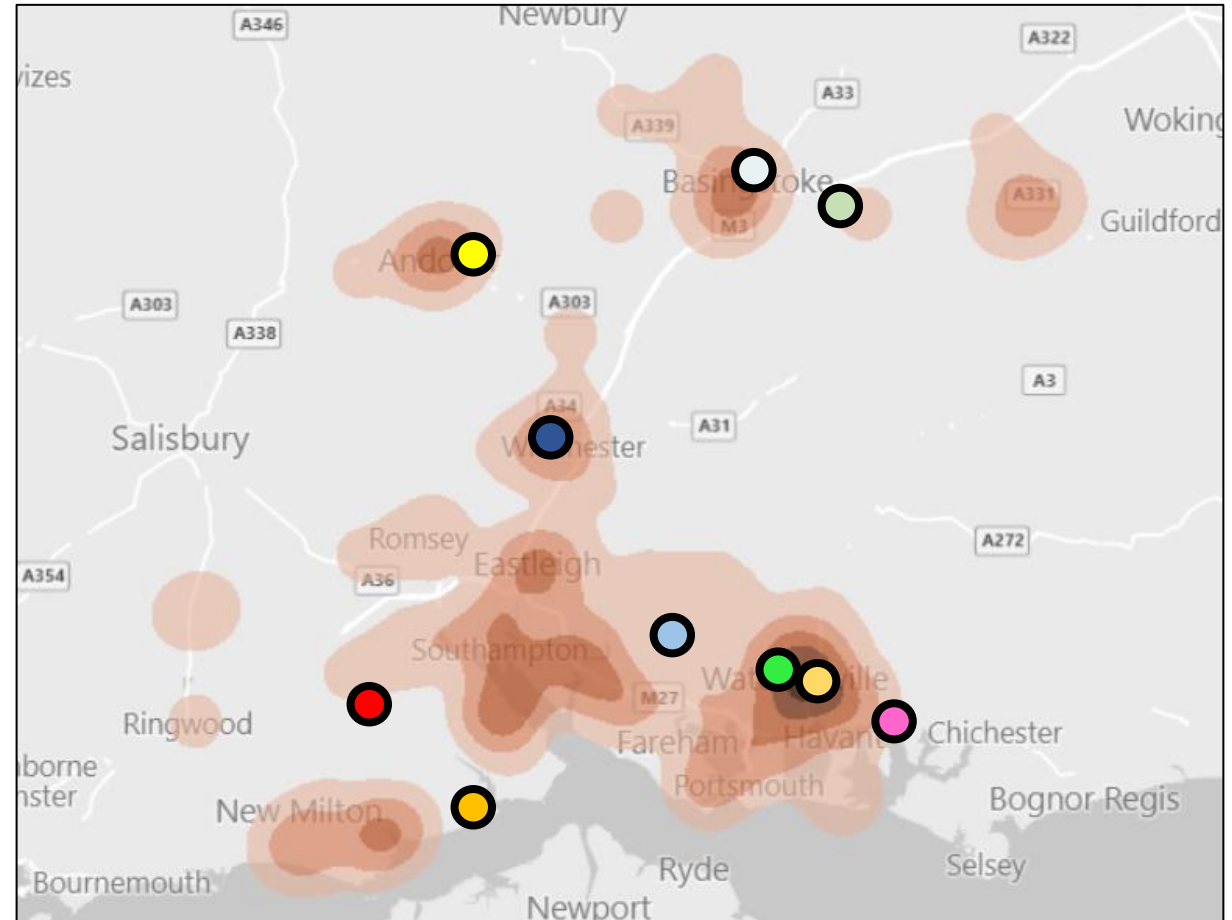 Newbury
A346
A322
vizes
A33
A339
Woking
Basingstoke
A331
Guildford
M3
A303
A303
A338
A3
A34
A31
Salisbury
Winchester
Romsey
A272
Eastleigh
A354
A36
Southampton
Waterlooville
M27
Ringwood
Fareham
Havant
Chichester
Portsmouth
New Milton
Bognor Regis
Ryde
Selsey
Bournemouth
Newport